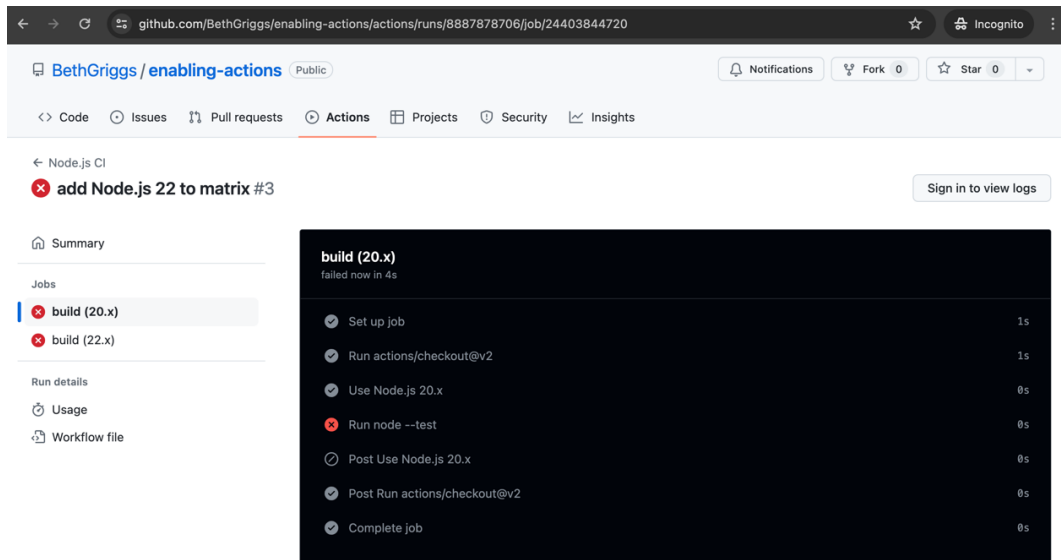 github.com/BethGriggs/enabling-actions/actions/runs/8887878706/job/24403844720
Incognito
BethGriggs / enabling-actions Public
Notifications
Fork 0
Star 0
<> Code
Issues
Pull requests
Actions
Projects
Security
Insights
← Node.js CI
add Node.js 22 to matrix #3
Sign in to view logs
Summary
Jobs
build (20.x)
build (22.x)
Run details
Usage
Workflow file
build (20.x)
failed now in 4s
Set up job 1s
Run actions/checkout@v2 1s
Use Node.js 20.x 0s
Run node --test 0s
Post Use Node.js 20.x 0s
Post Run actions/checkout@v2 0s
Complete job 0s